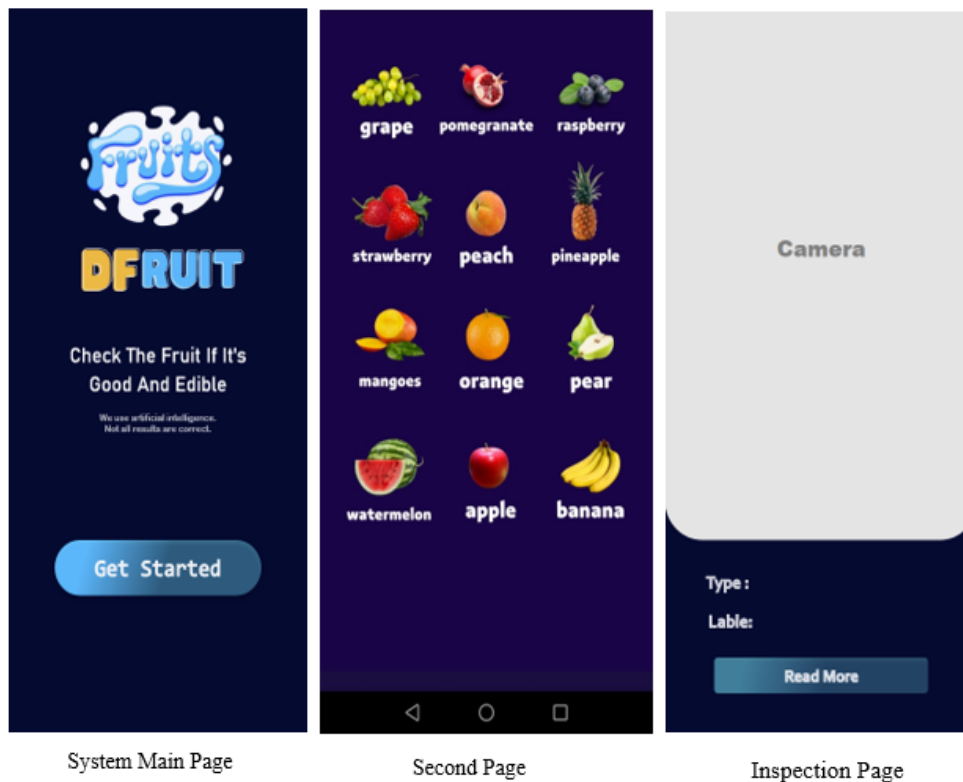 Fruits
DFRUIT
Check The Fruit If It's
Good And Edible
We use artificial intelligence.
Not all results are correct.
Get Started
System Main Page
grape pomegranate raspberry
strawberry peach pineapple
mangoes orange pear
watermelon apple banana
Second Page
Camera
Type :
Lable:
Read More
Inspection Page